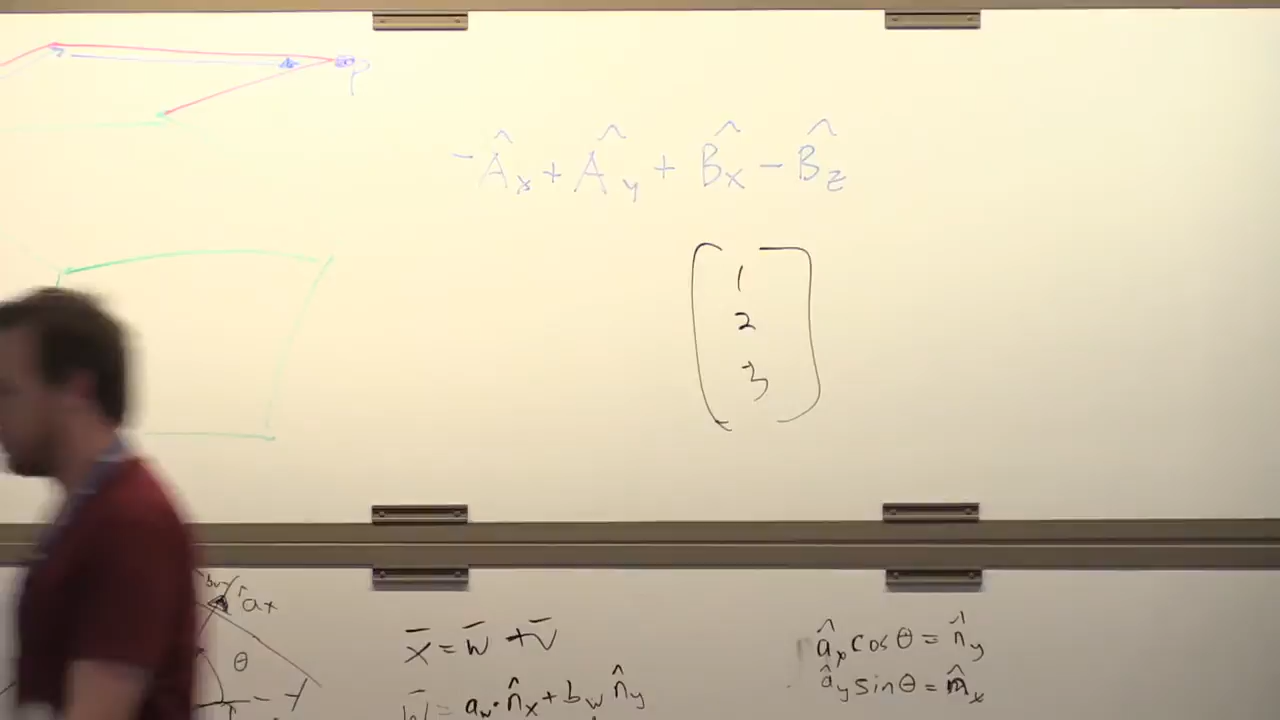 P
-Âx + Ây + B̂x - B̂z
1
2
3
âx
θ
x̄ = w̄ + v̄
w̄ = aw · n̂x + bw n̂y
âx cos θ = n̂y
ây sin θ = n̂x